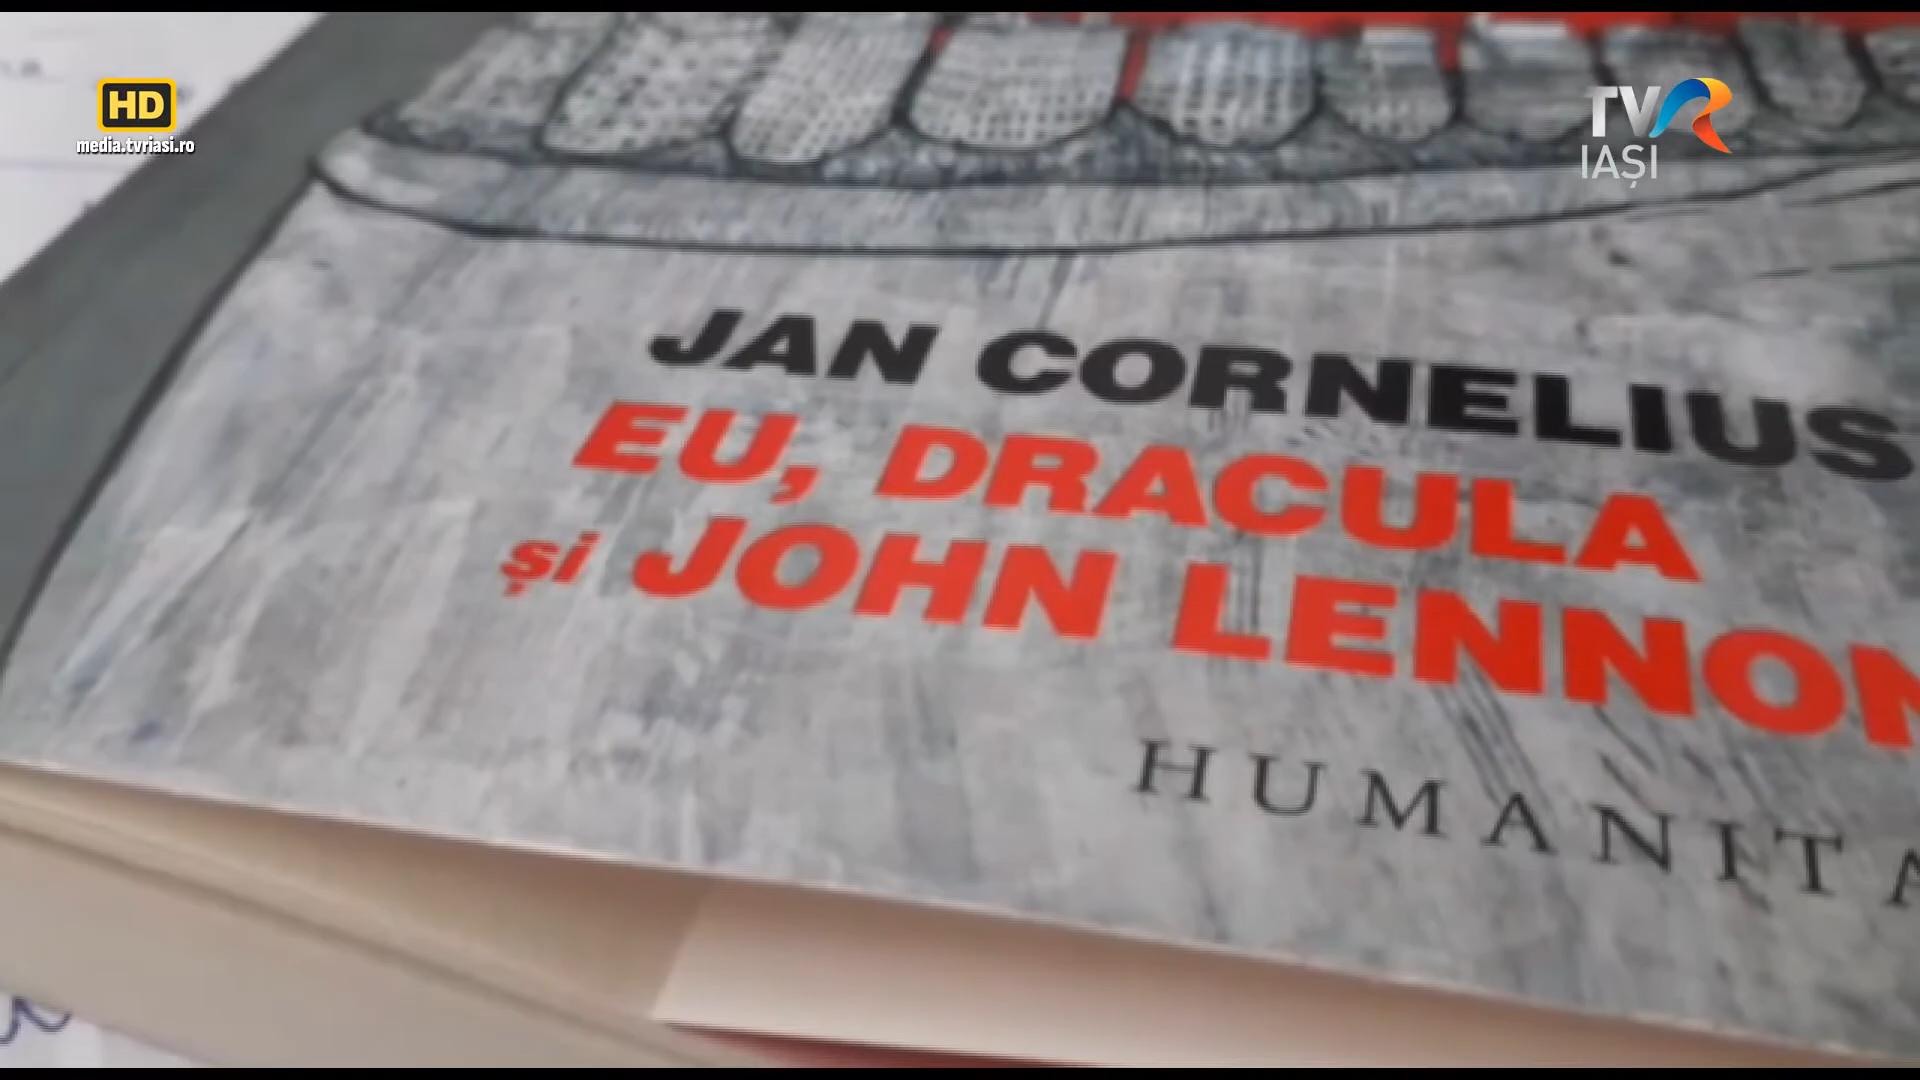 HD
media.tvriasi.ro
TVR
IAȘI
JAN CORNELIUS
EU, DRACULA
și JOHN LENNON
HUMANITA